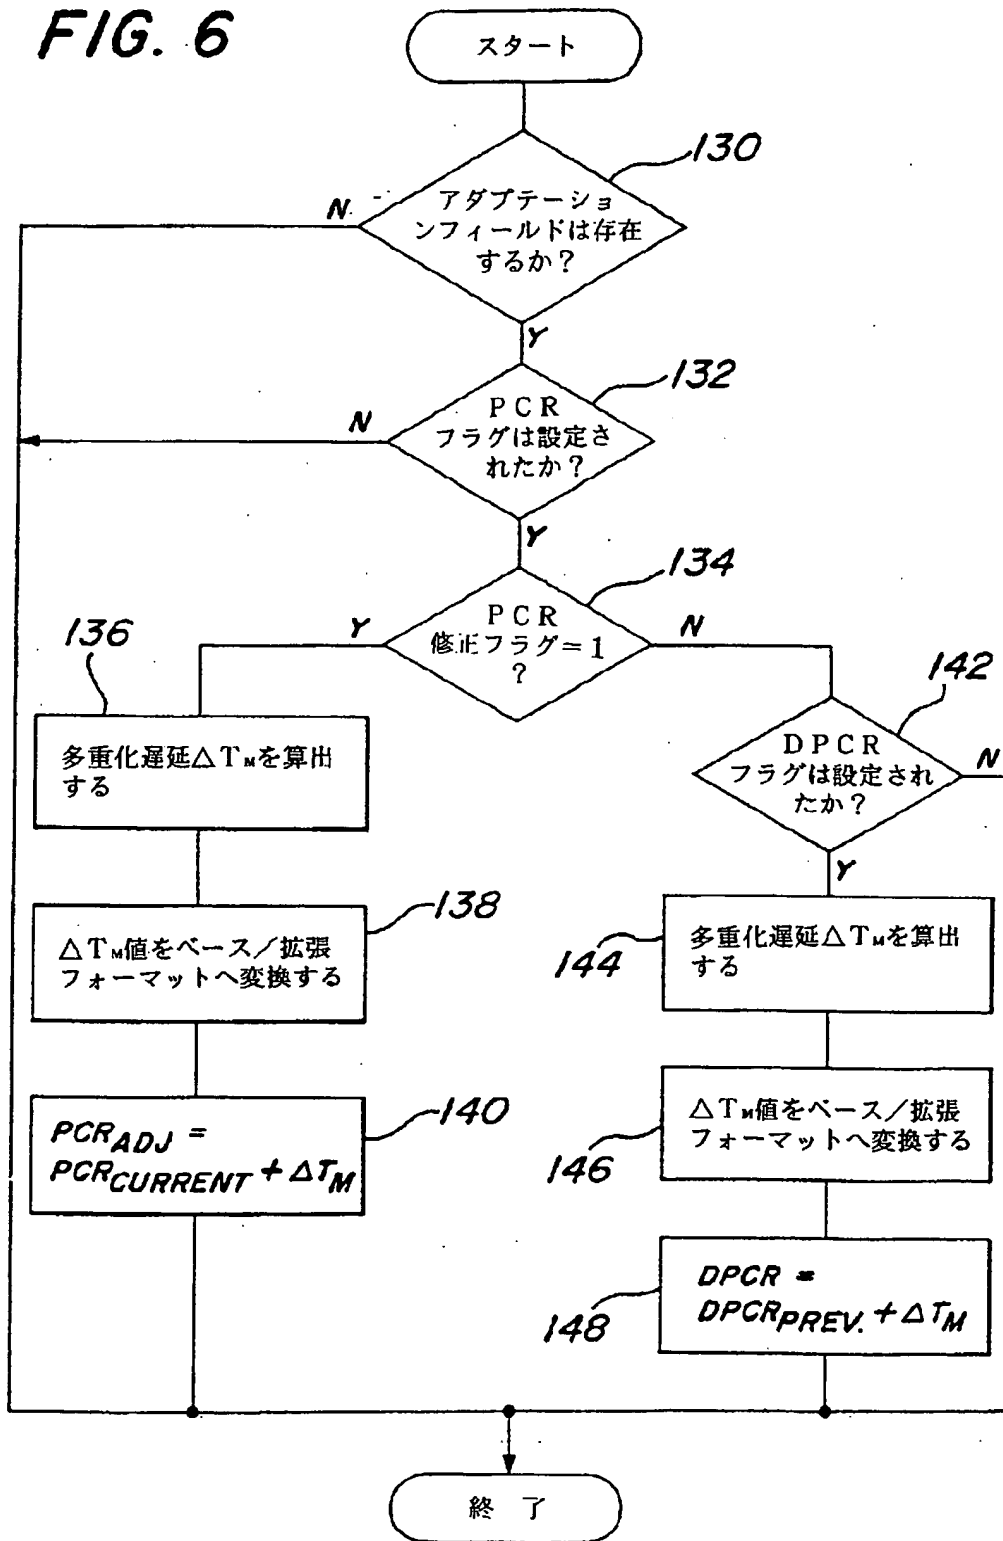 FIG. 6
スタート
130
アダプテーショ
ンフィールドは存在
するか？
N
Y
132
PCR
フラグは設定さ
れたか？
N
Y
134
PCR
修正フラグ＝1
？
Y
N
136
多重化遅延△TMを算出
する
142
DPCR
フラグは設定され
たか？
N
Y
138
△TM値をベース／拡張
フォーマットへ変換する
144
多重化遅延△TMを算出
する
140
PCRADJ =
PCRCURRENT + ΔTM
146
△TM値をベース／拡張
フォーマットへ変換する
148
DPCR =
DPCRPREV. + ΔTM
終 了